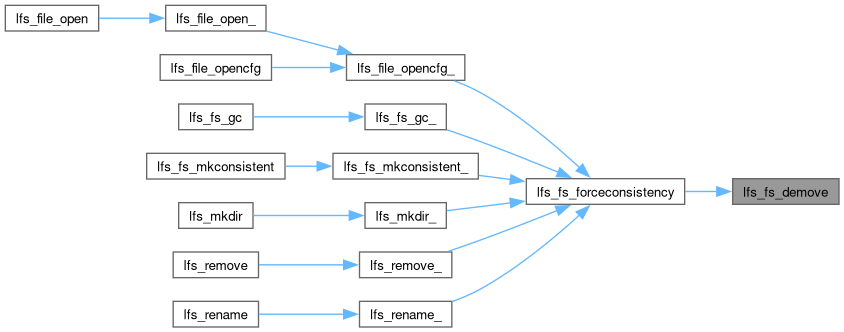 lfs_file_open
lfs_file_open_
lfs_file_opencfg
lfs_file_opencfg_
lfs_fs_gc
lfs_fs_gc_
lfs_fs_mkconsistent
lfs_fs_mkconsistent_
lfs_fs_forceconsistency
lfs_fs_demove
lfs_mkdir
lfs_mkdir_
lfs_remove
lfs_remove_
lfs_rename
lfs_rename_